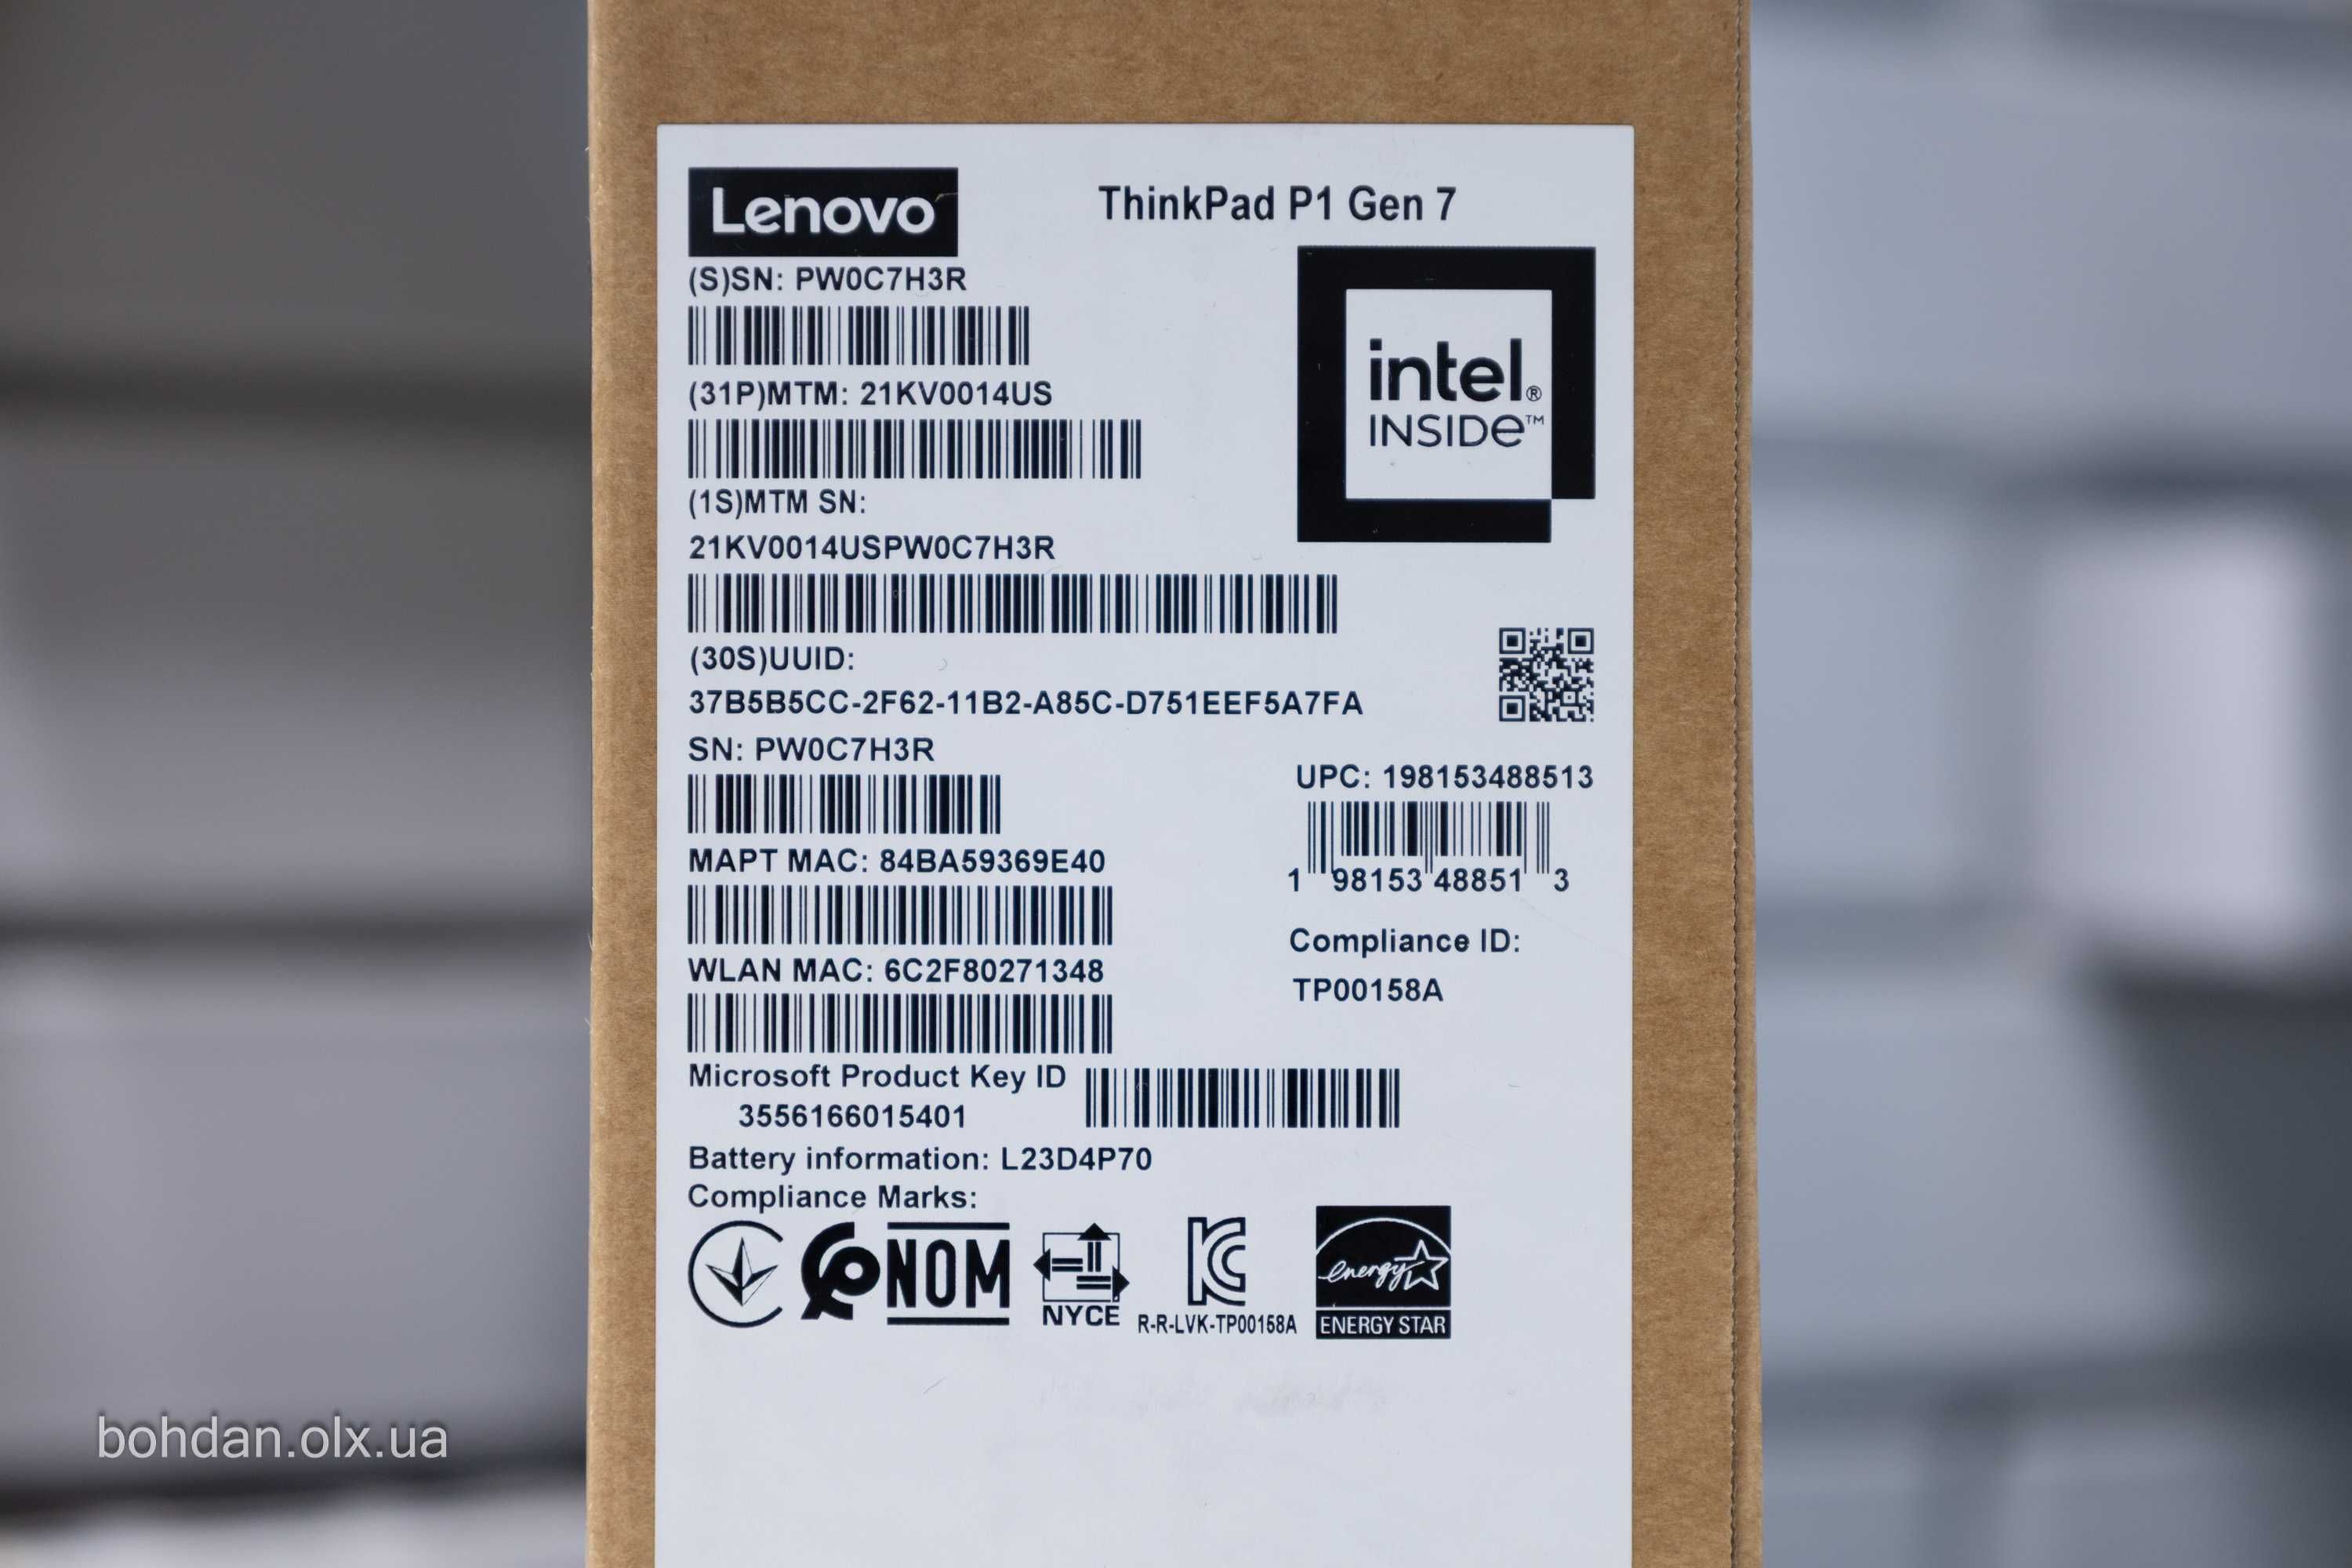 Lenovo
ThinkPad P1 Gen 7
(S)SN: PW0C7H3R
(31P)MTM: 21KV0014US
intel®
INSIDe™
(1S)MTM SN:
21KV0014USPW0C7H3R
(30S)UUID:
37B5B5CC-2F62-11B2-A85C-D751EEF5A7FA
SN: PW0C7H3R
UPC: 198153488513
1 98153 48851 3
MAPT MAC: 84BA59369E40
Compliance ID:
TP00158A
WLAN MAC: 6C2F80271348
Microsoft Product Key ID
3556166015401
Battery information: L23D4P70
Compliance Marks:
NOM
NYCE
R-R-LVK-TP00158A
energy
ENERGY STAR
bohdan.olx.ua